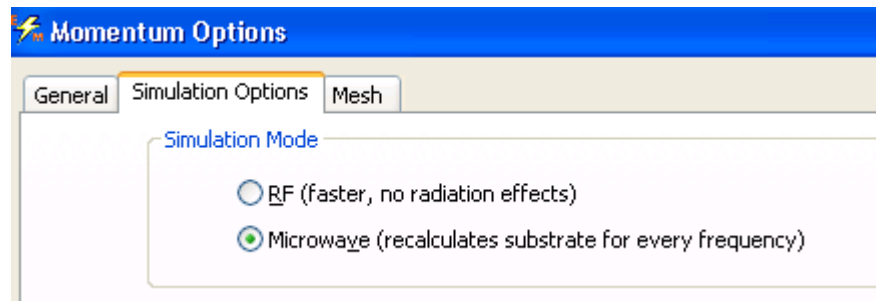 Momentum Options
General Simulation Options Mesh
Simulation Mode
RF (faster, no radiation effects)
Microwave (recalculates substrate for every frequency)